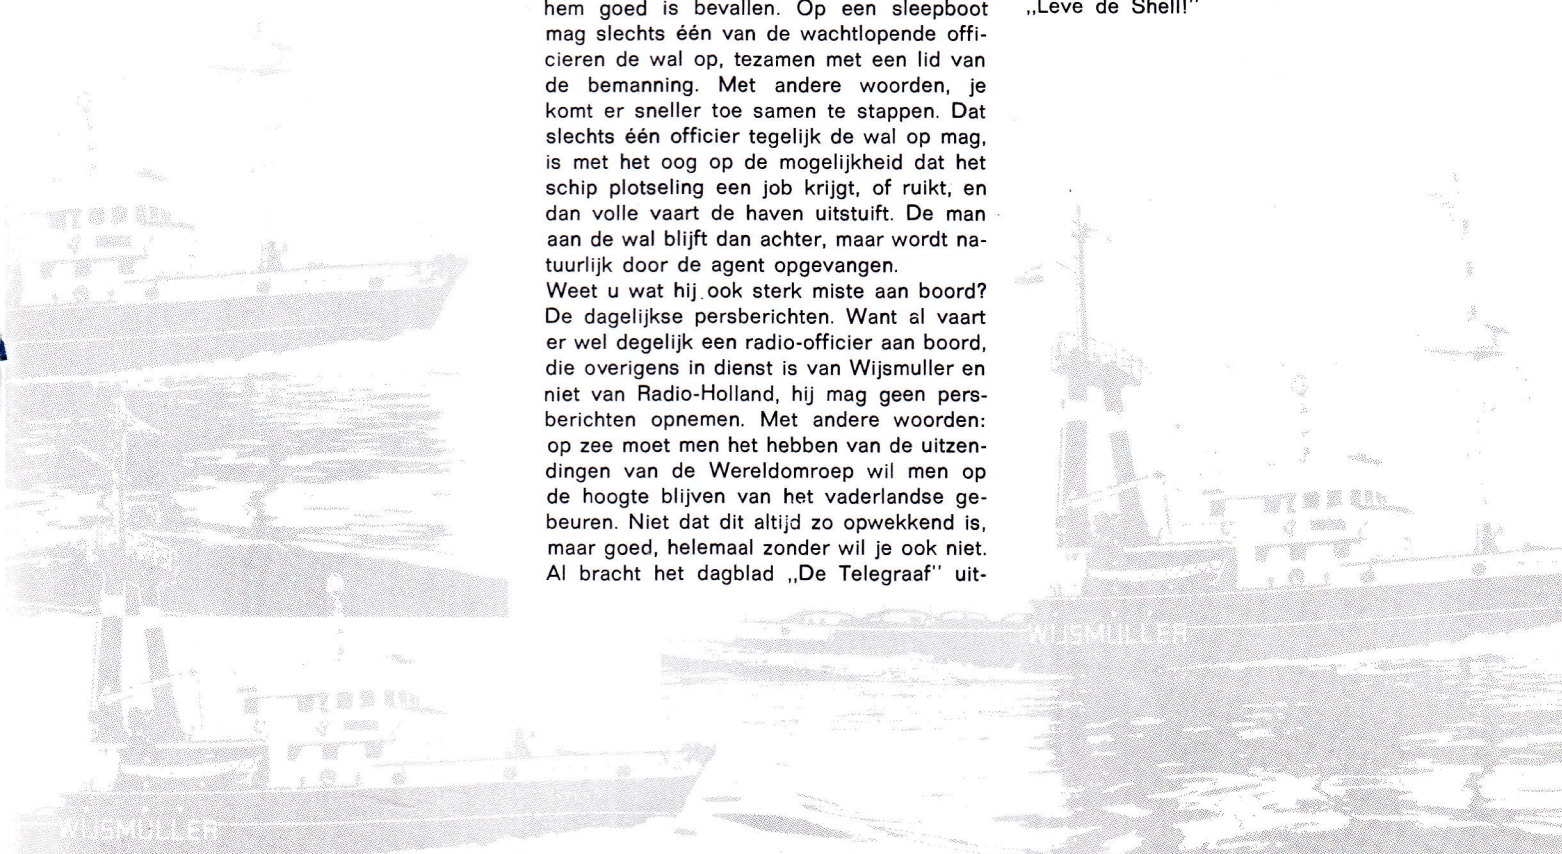 hem goed is bevallen. Op een sleepboot
mag slechts één van de wachtlopende offi-
cieren de wal op, tezamen met een lid van
de bemanning. Met andere woorden, je
komt er sneller toe samen te stappen. Dat
slechts één officier tegelijk de wal op mag,
is met het oog op de mogelijkheid dat het
schip plotseling een job krijgt, of ruikt, en
dan volle vaart de haven uitstuift. De man
aan de wal blijft dan achter, maar wordt na-
tuurlijk door de agent opgevangen.
Weet u wat hij ook sterk miste aan boord?
De dagelijkse persberichten. Want al vaart
er wel degelijk een radio-officier aan boord,
die overigens in dienst is van Wijsmuller en
niet van Radio-Holland, hij mag geen pers-
berichten opnemen. Met andere woorden:
op zee moet men het hebben van de uitzen-
dingen van de Wereldomroep wil men op
de hoogte blijven van het vaderlandse ge-
beuren. Niet dat dit altijd zo opwekkend is,
maar goed, helemaal zonder wil je ook niet.
Al bracht het dagblad ,,De Telegraaf'' uit-
,,Leve de Shell!''
WIJSMULLER
WIJSMULLER